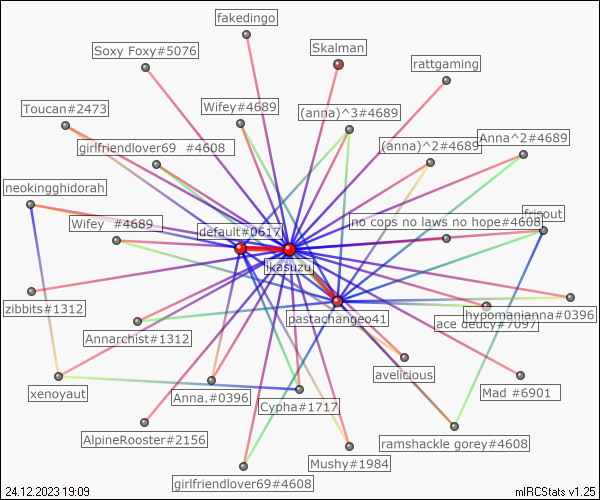 fakedingo
Skalman
Soxy Foxy#5076
rattgaming
Toucan#2473
Wifey#4689
(anna)^3#4689
girlfriendlover69 #4608
(anna)^2#4689
Anna^2#4689
neokingghidorah
no cops no laws no hope#4608
frisout
Wifey #4689
default#0617
ikasuzu
zibbits#1312
Annarchist#1312
pastachangeo41
ace deucy#7097
hypomanianna#0396
xenoyaut
Anna.#0396
Cypha#1717
avelicious
Mad #6901
AlpineRooster#2156
girlfriendlover69#4608
Mushy#1984
ramshackle gorey#4608
24.12.2023 19:09
mIRCStats v1.25